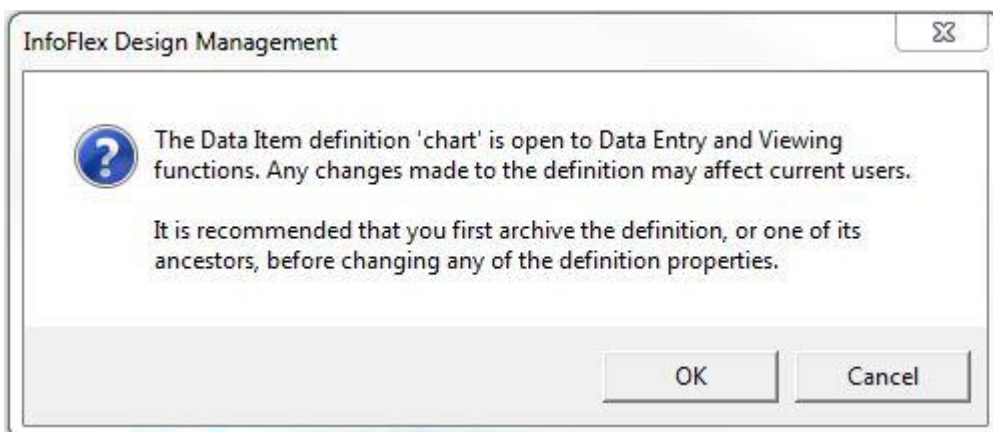 InfoFlex Design Management
The Data Item definition 'chart' is open to Data Entry and Viewing
functions. Any changes made to the definition may affect current users.
It is recommended that you first archive the definition, or one of its
ancestors, before changing any of the definition properties.
OK
Cancel